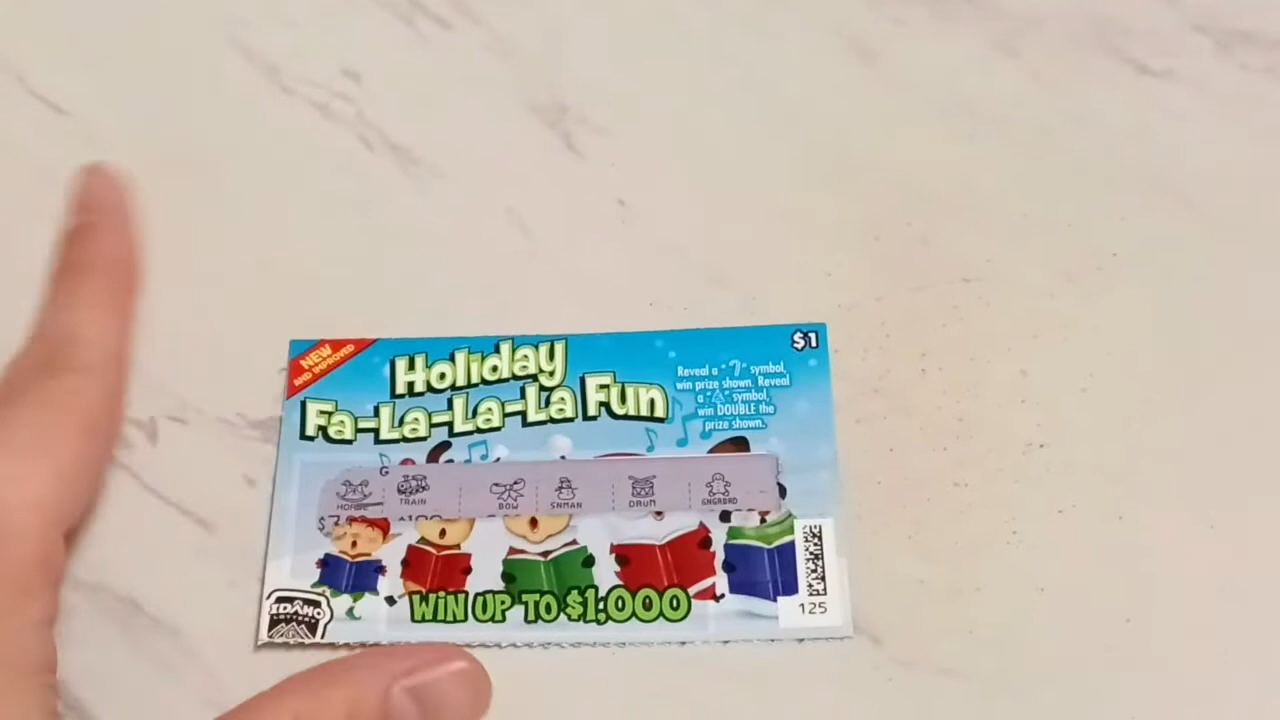 NEW
AND IMPROVED
Holiday
Fa-La-La-La Fun
$1
Reveal a " " symbol,
win prize shown. Reveal
a " " symbol,
win DOUBLE the
prize shown.
HORSE
TRAIN
BOW
SNMAN
DRUM
GNGRBRD
WIN UP TO $1,000
IDAHO
LOTTERY
125